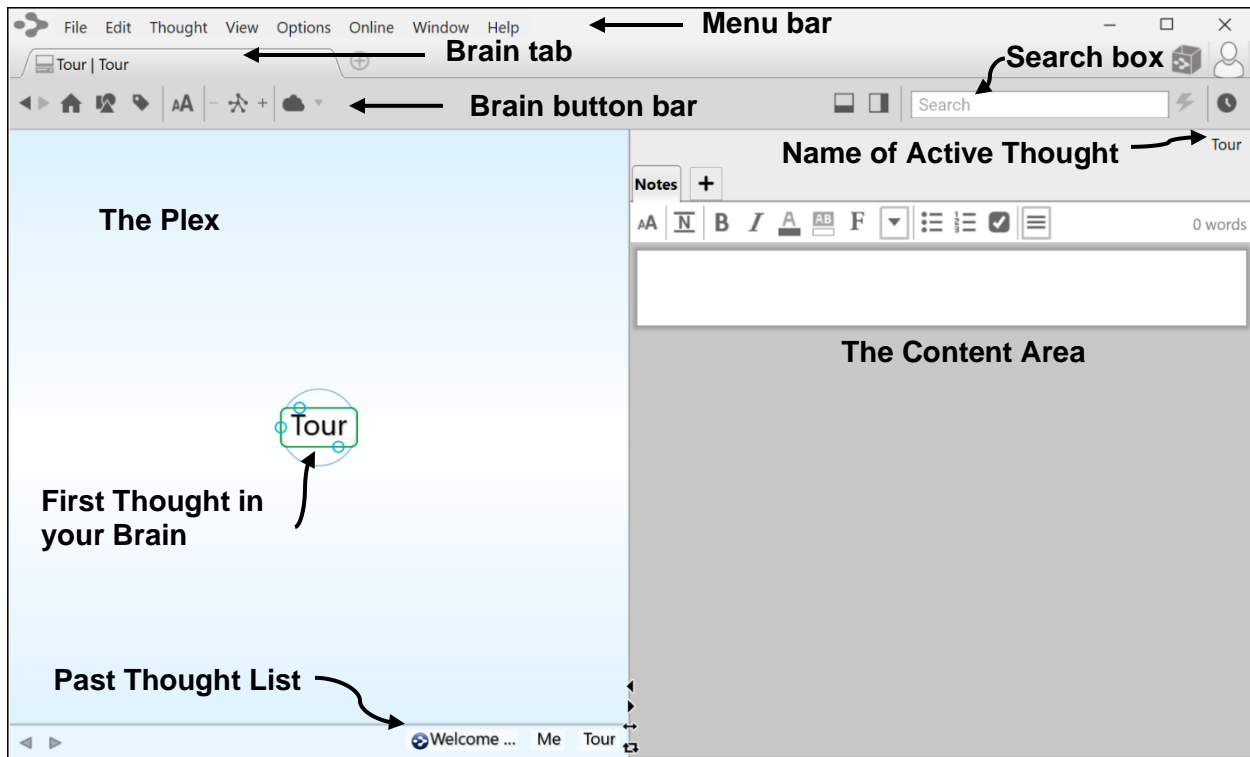 File Edit Thought View Options Online Window Help
Menu bar
Tour | Tour
Brain tab
Search box
AA
Brain button bar
Search
Name of Active Thought
Tour
Notes +
The Plex
AA N B I A AB F
0 words
The Content Area
Tour
First Thought in
your Brain
Past Thought List
Welcome ... Me Tour